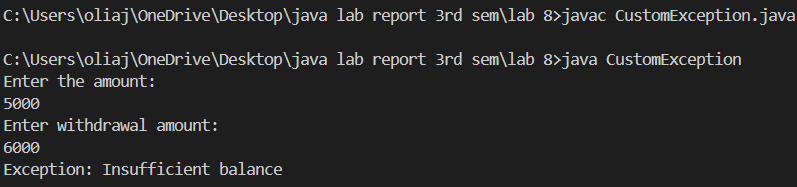 C:\Users\oliaj\OneDrive\Desktop\java lab report 3rd sem\lab 8>javac CustomException.java
C:\Users\oliaj\OneDrive\Desktop\java lab report 3rd sem\lab 8>java CustomException
Enter the amount:
5000
Enter withdrawal amount:
6000
Exception: Insufficient balance